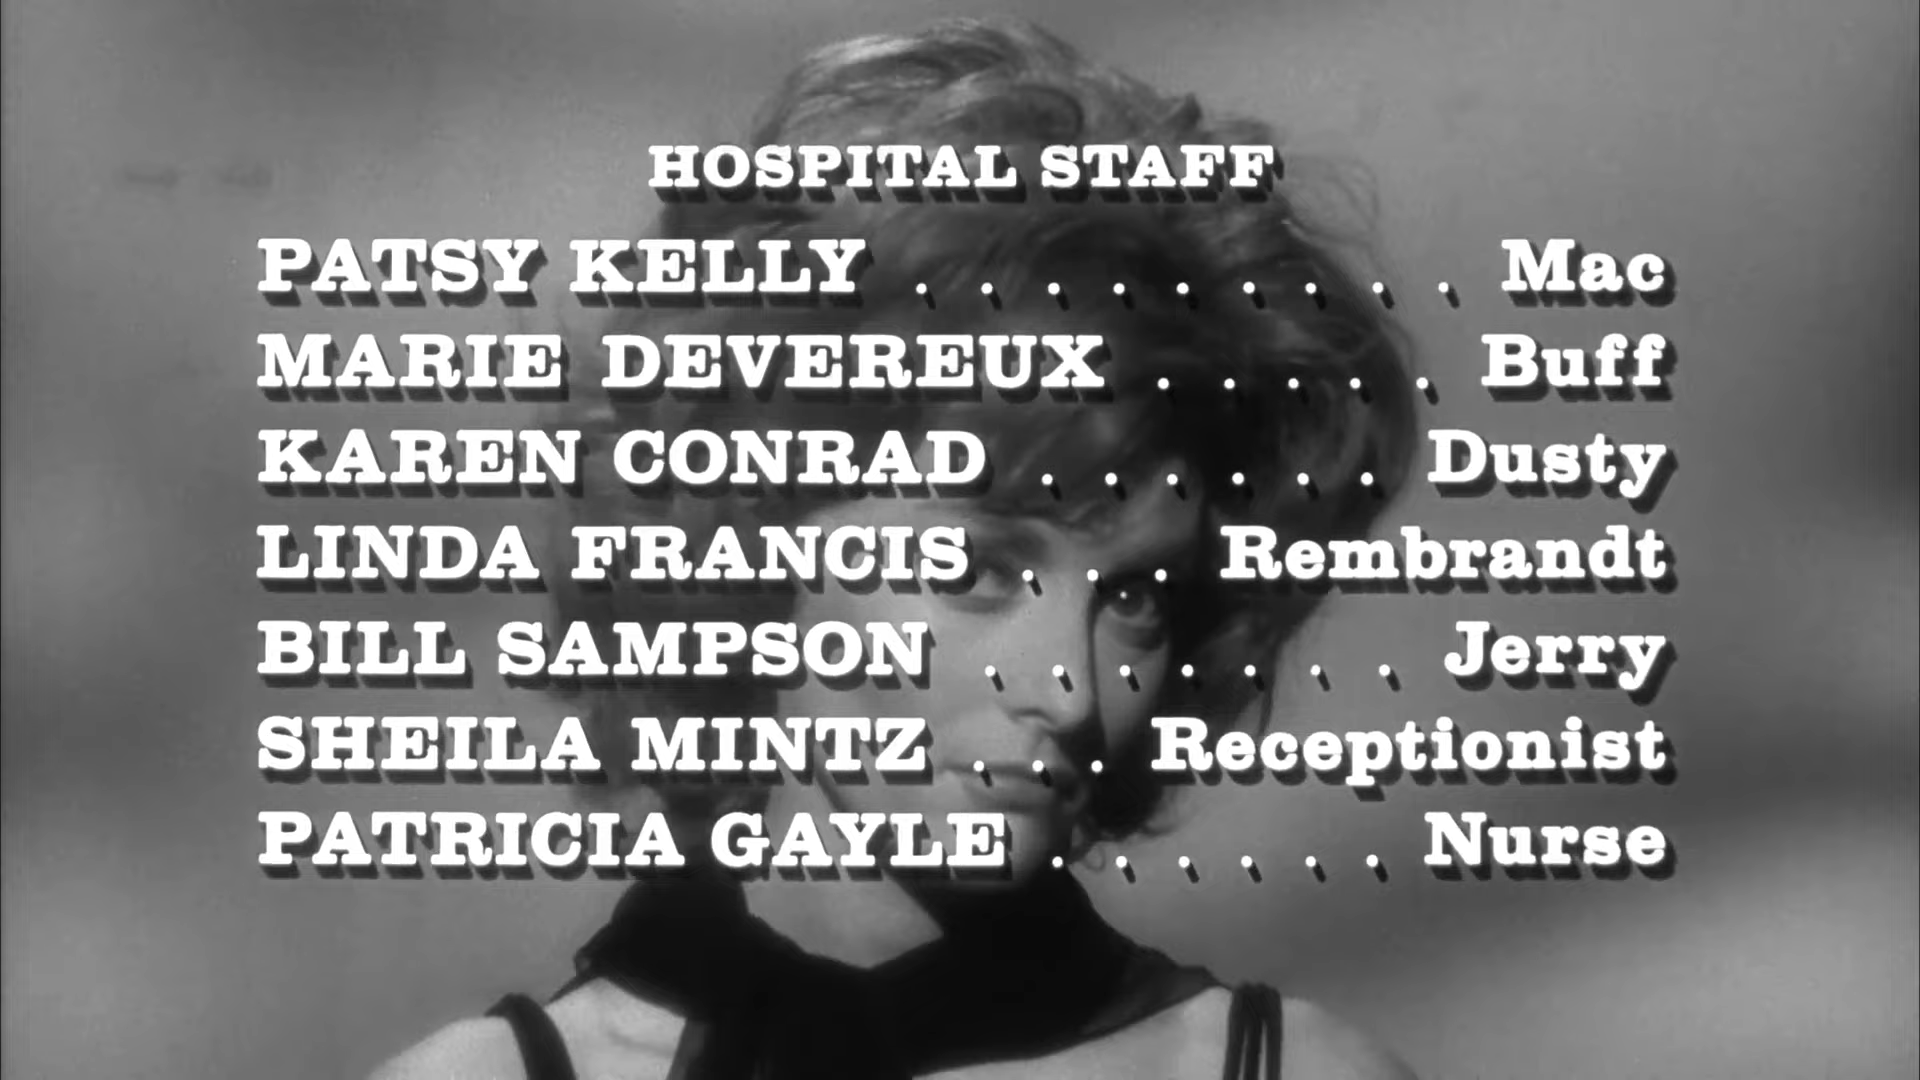 HOSPITAL STAFF
PATSY KELLY . . . . . . . . . Mac
MARIE DEVEREUX . . . . . Buff
KAREN CONRAD . . . . . . Dusty
LINDA FRANCIS . . . Rembrandt
BILL SAMPSON . . . . . . . Jerry
SHEILA MINTZ . . . Receptionist
PATRICIA GAYLE . . . . . . Nurse